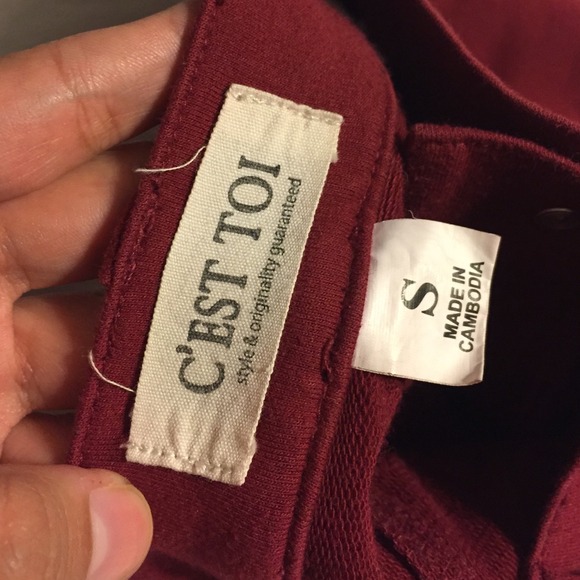 C'EST TOI
style & originality guaranteed
S
MADE IN
CAMBODIA